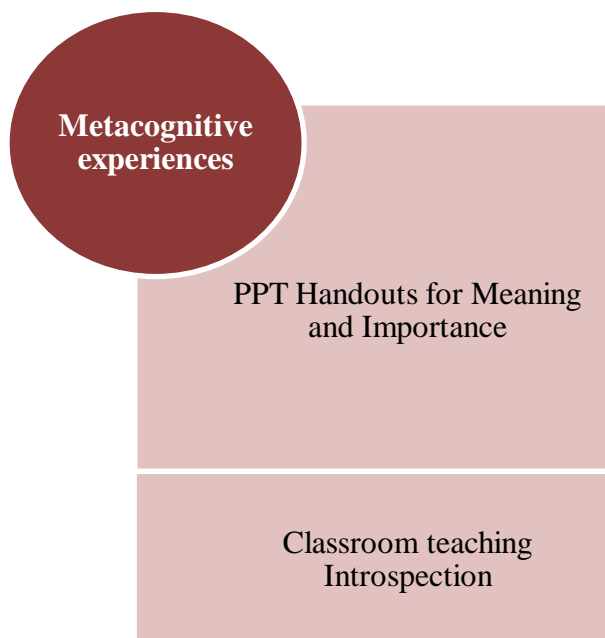 Metacognitive
experiences
PPT Handouts for Meaning
and Importance
Classroom teaching
Introspection